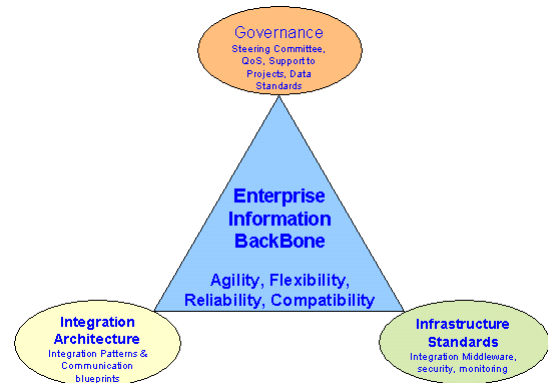 Governance
Steering Committee,
QoS, Support to
Projects, Data
Standards
Enterprise
Information
BackBone
Agility, Flexibility,
Reliability, Compatibility
Integration
Architecture
Integration Patterns &
Communication
blueprints
Infrastructure
Standards
Integration Middleware,
security, monitoring